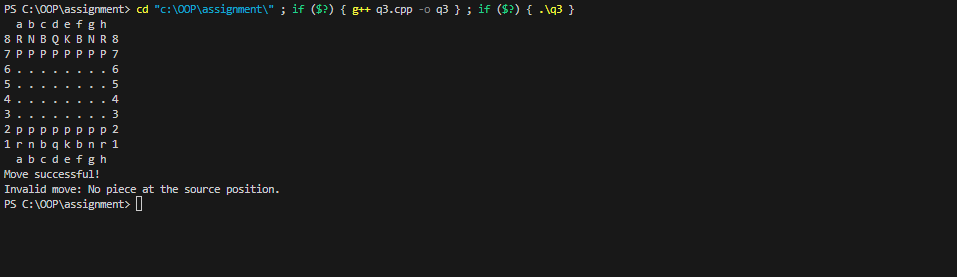 PS C:\OOP\assignment> cd "c:\OOP\assignment\" ; if ($?) { g++ q3.cpp -o q3 } ; if ($?) { .\q3 }
  a b c d e f g h
8 R N B Q K B N R 8
7 P P P P P P P P 7
6 . . . . . . . . 6
5 . . . . . . . . 5
4 . . . . . . . . 4
3 . . . . . . . . 3
2 p p p p p p p p 2
1 r n b q k b n r 1
  a b c d e f g h
Move successful!
Invalid move: No piece at the source position.
PS C:\OOP\assignment>